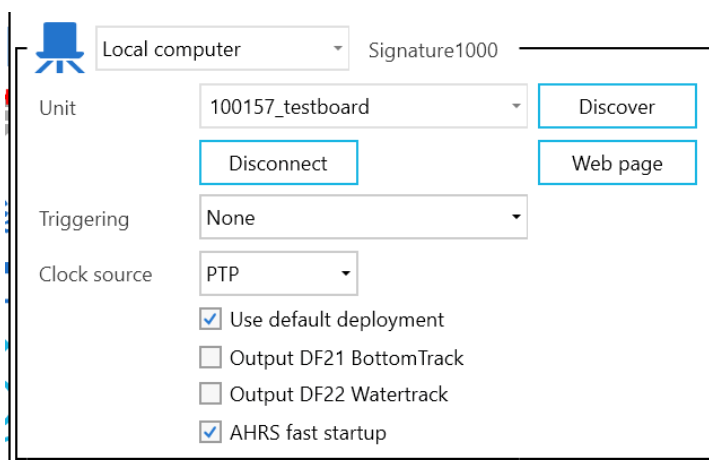 Local computer Signature1000
Unit 100157_testboard Discover
Disconnect Web page
Triggering None
Clock source PTP
Use default deployment
Output DF21 BottomTrack
Output DF22 Watertrack
AHRS fast startup